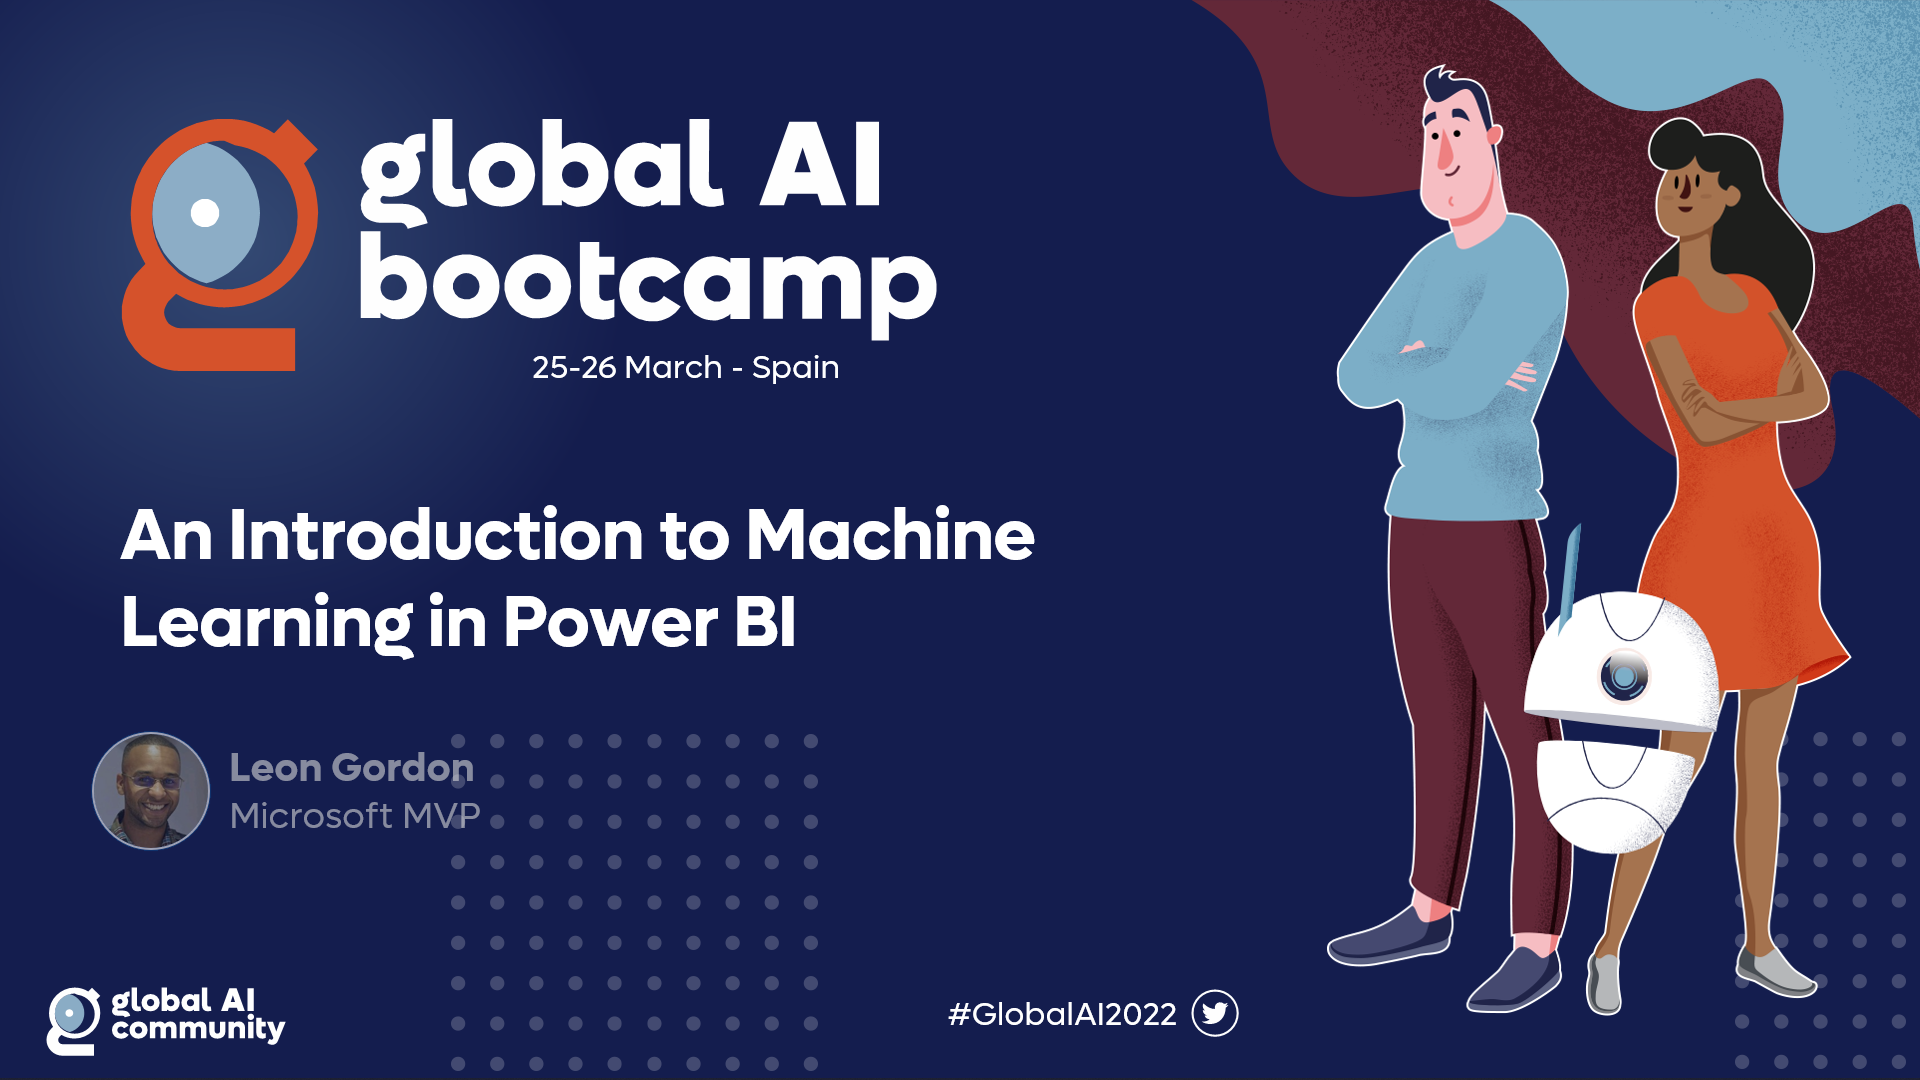 global AI
bootcamp
25-26 March - Spain
An Introduction to Machine
Learning in Power BI
Leon Gordon
Microsoft MVP
global AI
community
#GlobalAI2022